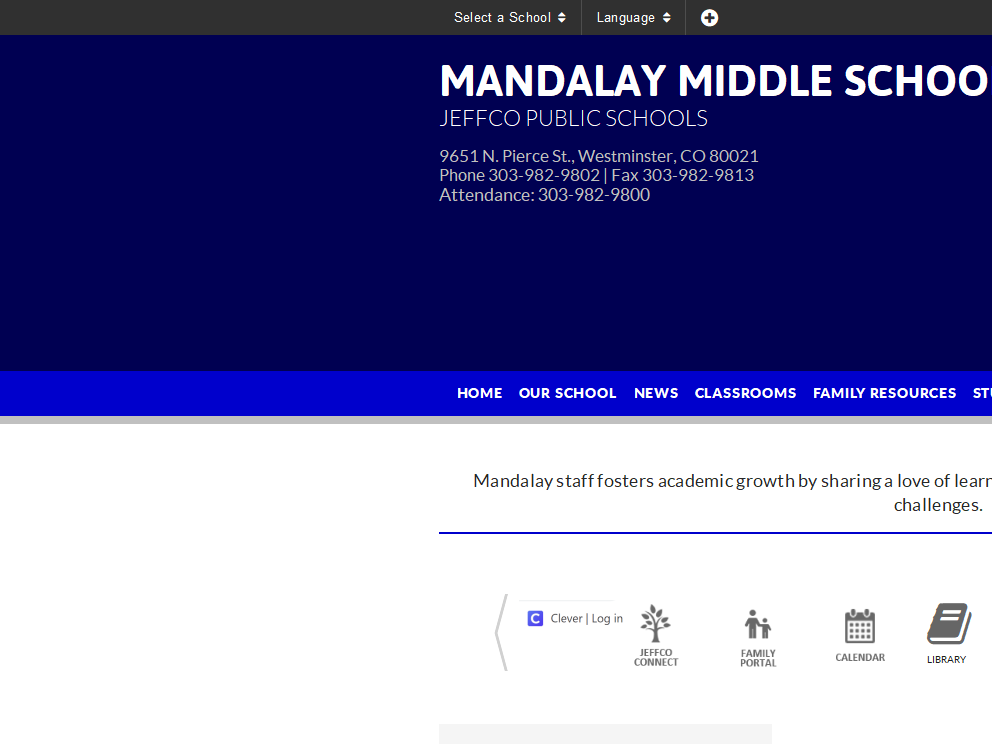 Select a School
Language
MANDALAY MIDDLE SCHOO
JEFFCO PUBLIC SCHOOLS
9651 N. Pierce St., Westminster, CO 80021
Phone 303-982-9802 | Fax 303-982-9813
Attendance: 303-982-9800
HOME OUR SCHOOL NEWS CLASSROOMS FAMILY RESOURCES STU
Mandalay staff fosters academic growth by sharing a love of learn
challenges.
C Clever | Log in
JEFFCO
CONNECT
FAMILY
PORTAL
CALENDAR
LIBRARY